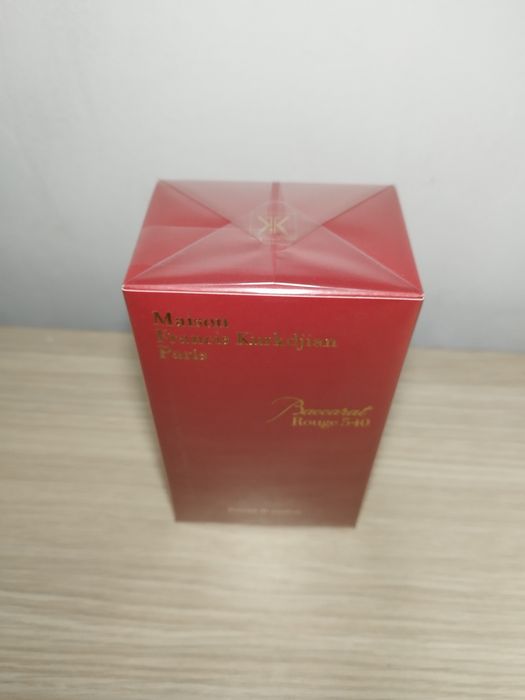 Maison
Francis Kurkdjian
Paris
Baccarat
Rouge 540